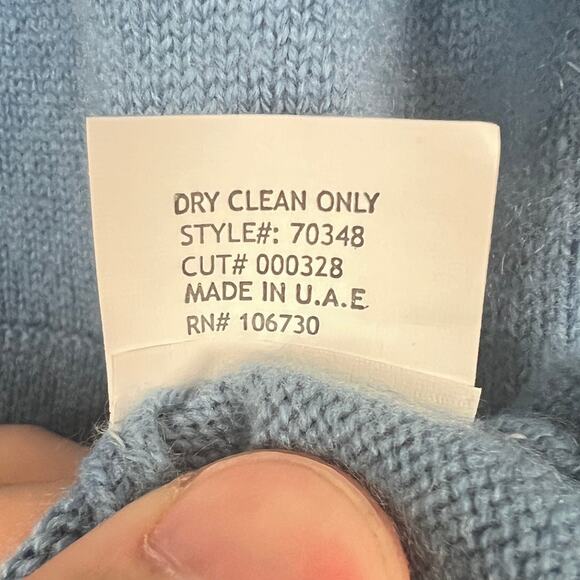 DRY CLEAN ONLY
STYLE#: 70348
CUT# 000328
MADE IN U.A.E
RN# 106730